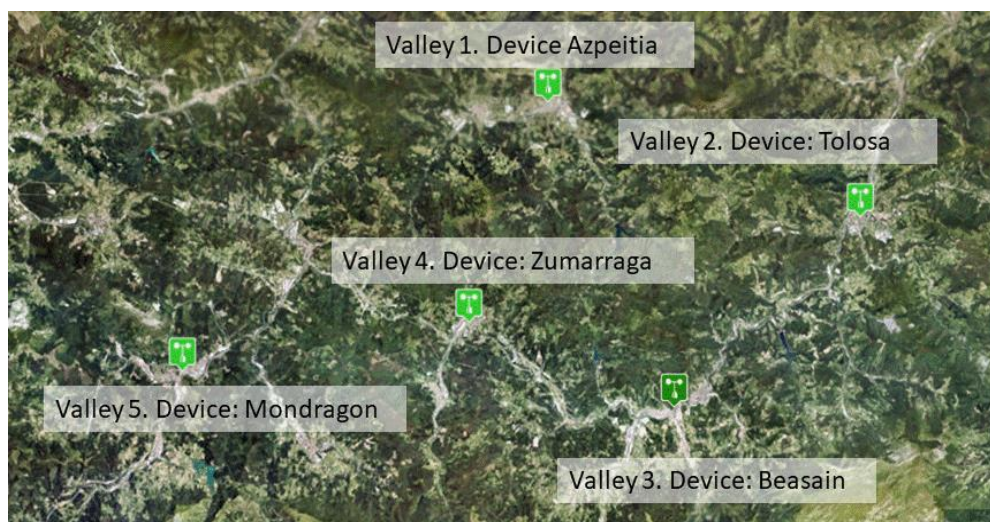 Valley 1. Device Azpeitia
Valley 2. Device: Tolosa
Valley 4. Device: Zumarraga
Valley 5. Device: Mondragon
Valley 3. Device: Beasain